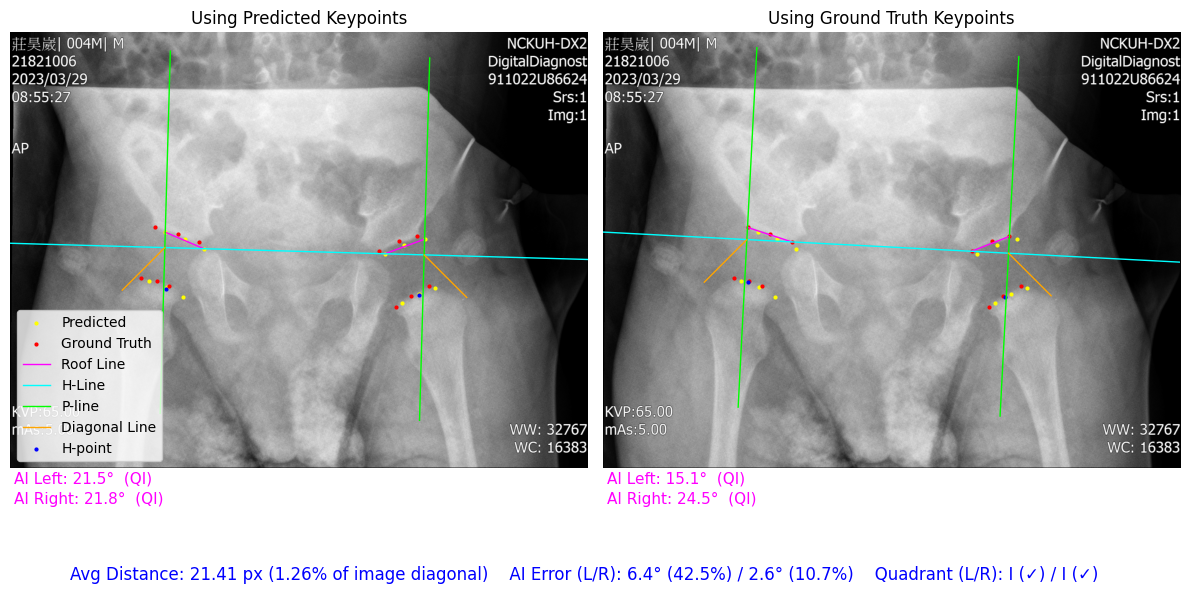 Using Predicted Keypoints
莊昊崴| 004M| M
21821006
2023/03/29
08:55:27
AP
NCKUH-DX2
DigitalDiagnost
911022U86624
Srs:1
Img:1
Predicted
Ground Truth
Roof Line
H-Line
P-line
Diagonal Line
H-point
WW: 32767
WC: 16383
AI Left: 21.5° (QI)
AI Right: 21.8° (QI)
Using Ground Truth Keypoints
莊昊崴| 004M| M
21821006
2023/03/29
08:55:27
AP
NCKUH-DX2
DigitalDiagnost
911022U86624
Srs:1
Img:1
KVP:65.00
mAs:5.00
WW: 32767
WC: 16383
AI Left: 15.1° (QI)
AI Right: 24.5° (QI)
Avg Distance: 21.41 px (1.26% of image diagonal) AI Error (L/R): 6.4° (42.5%) / 2.6° (10.7%) Quadrant (L/R): I (✓) / I (✓)